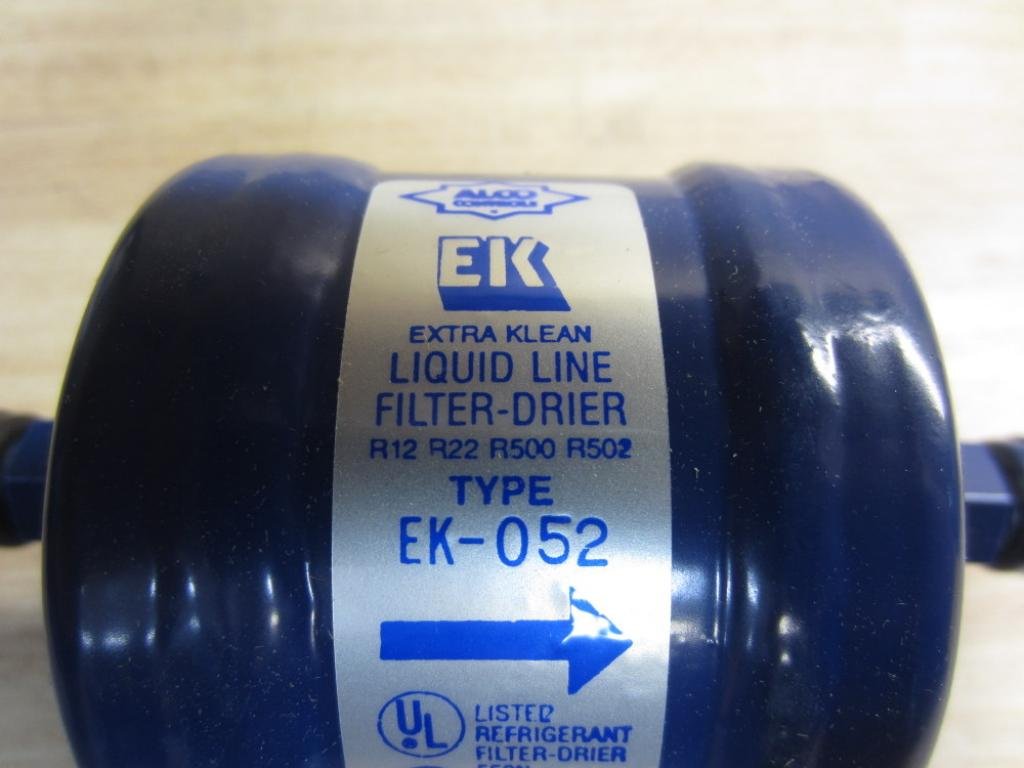 ALCO
CONTROLS
EK
EXTRA KLEAN
LIQUID LINE
FILTER-DRIER
R12 R22 R500 R502
TYPE
EK-052
UL
LISTED
REFRIGERANT
FILTER-DRIER